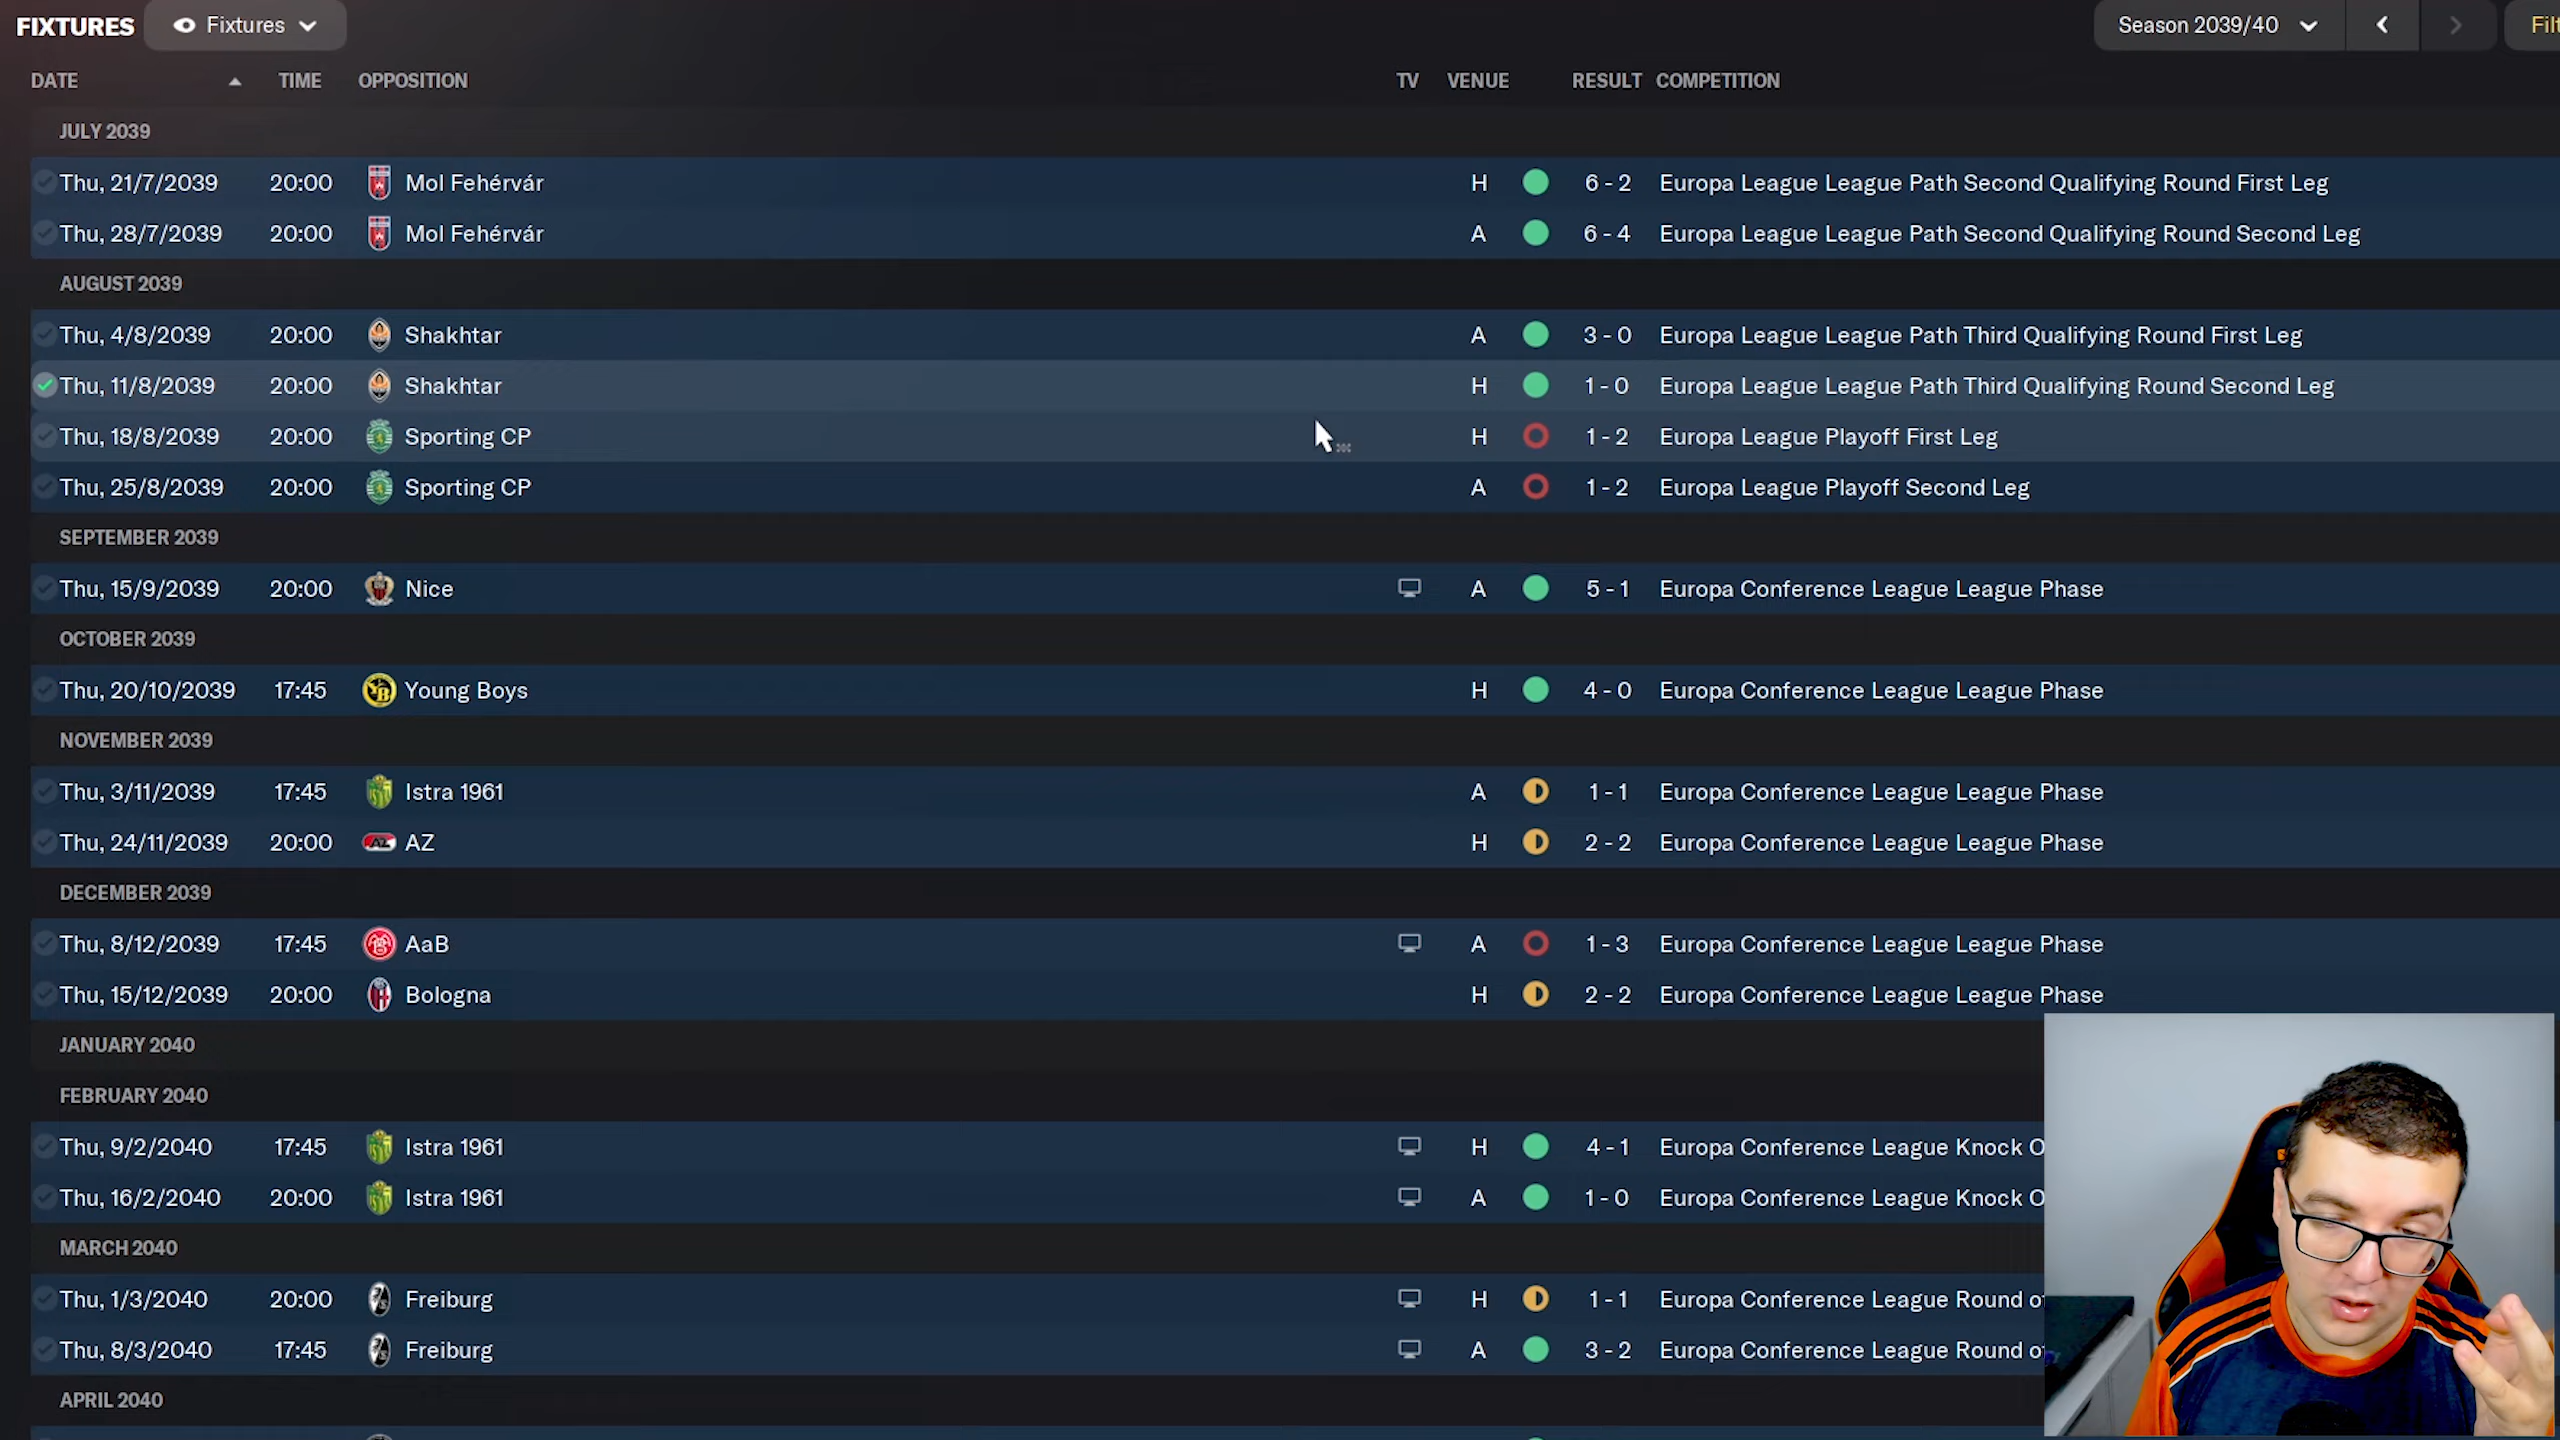 FIXTURES Fixtures Season 2039/40
DATE TIME OPPOSITION TV VENUE RESULT COMPETITION
JULY 2039
Thu, 21/7/2039 20:00 Mol Fehérvár H 6 - 2 Europa League League Path Second Qualifying Round First Leg
Thu, 28/7/2039 20:00 Mol Fehérvár A 6 - 4 Europa League League Path Second Qualifying Round Second Leg
AUGUST 2039
Thu, 4/8/2039 20:00 Shakhtar A 3 - 0 Europa League League Path Third Qualifying Round First Leg
Thu, 11/8/2039 20:00 Shakhtar H 1 - 0 Europa League League Path Third Qualifying Round Second Leg
Thu, 18/8/2039 20:00 Sporting CP H 1 - 2 Europa League Playoff First Leg
Thu, 25/8/2039 20:00 Sporting CP A 1 - 2 Europa League Playoff Second Leg
SEPTEMBER 2039
Thu, 15/9/2039 20:00 Nice A 5 - 1 Europa Conference League League Phase
OCTOBER 2039
Thu, 20/10/2039 17:45 Young Boys H 4 - 0 Europa Conference League League Phase
NOVEMBER 2039
Thu, 3/11/2039 17:45 Istra 1961 A 1 - 1 Europa Conference League League Phase
Thu, 24/11/2039 20:00 AZ H 2 - 2 Europa Conference League League Phase
DECEMBER 2039
Thu, 8/12/2039 17:45 AaB A 1 - 3 Europa Conference League League Phase
Thu, 15/12/2039 20:00 Bologna H 2 - 2 Europa Conference League League Phase
JANUARY 2040
FEBRUARY 2040
Thu, 9/2/2040 17:45 Istra 1961 H 4 - 1 Europa Conference League Knock
Thu, 16/2/2040 20:00 Istra 1961 A 1 - 0 Europa Conference League Knock
MARCH 2040
Thu, 1/3/2040 20:00 Freiburg H 1 - 1 Europa Conference League Round
Thu, 8/3/2040 17:45 Freiburg A 3 - 2 Europa Conference League Round
APRIL 2040